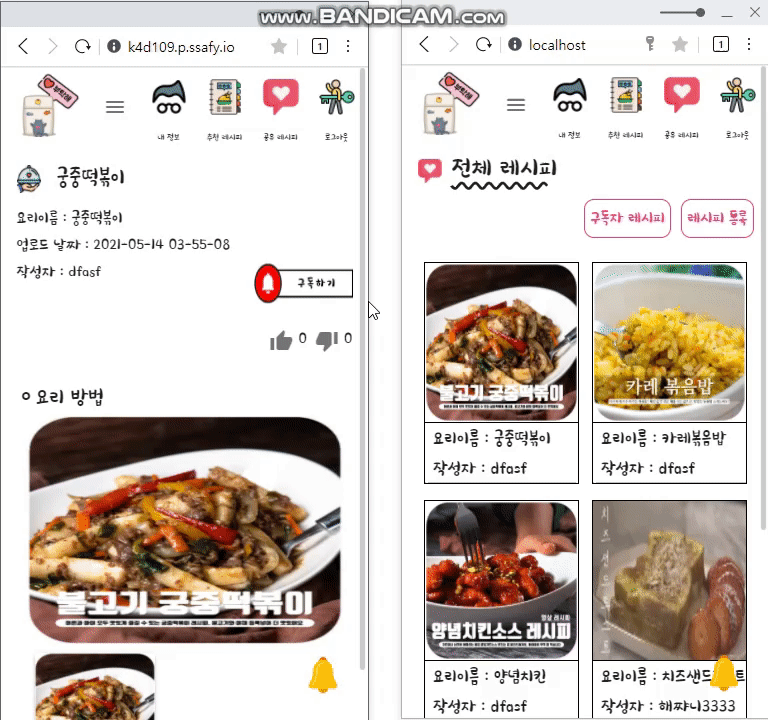 www.BANDICAM.com
k4d109.p.ssafy.io
1
부탁해
내 정보
추천 레시피
공유 레시피
로그아웃
궁중떡볶이
요리이름 : 궁중떡볶이
업로드 날짜 : 2021-05-14 03-55-08
작성자 : dfasf
구독하기
0
0
요리 방법
불고기 궁중떡볶이
localhost
1
부탁해
내 정보
추천 레시피
공유 레시피
로그아웃
전체 레시피
구독자 레시피
레시피 등록
불고기 궁중떡볶이
요리이름 : 궁중떡볶이
작성자 : dfasf
카레 볶음밥
요리이름 : 카레볶음밥
작성자 : dfasf
양념치킨소스 레시피
요리이름 : 양념치킨
작성자 : dfasf
요리이름 : 치즈샌드
작성자 : 해쨔니3333